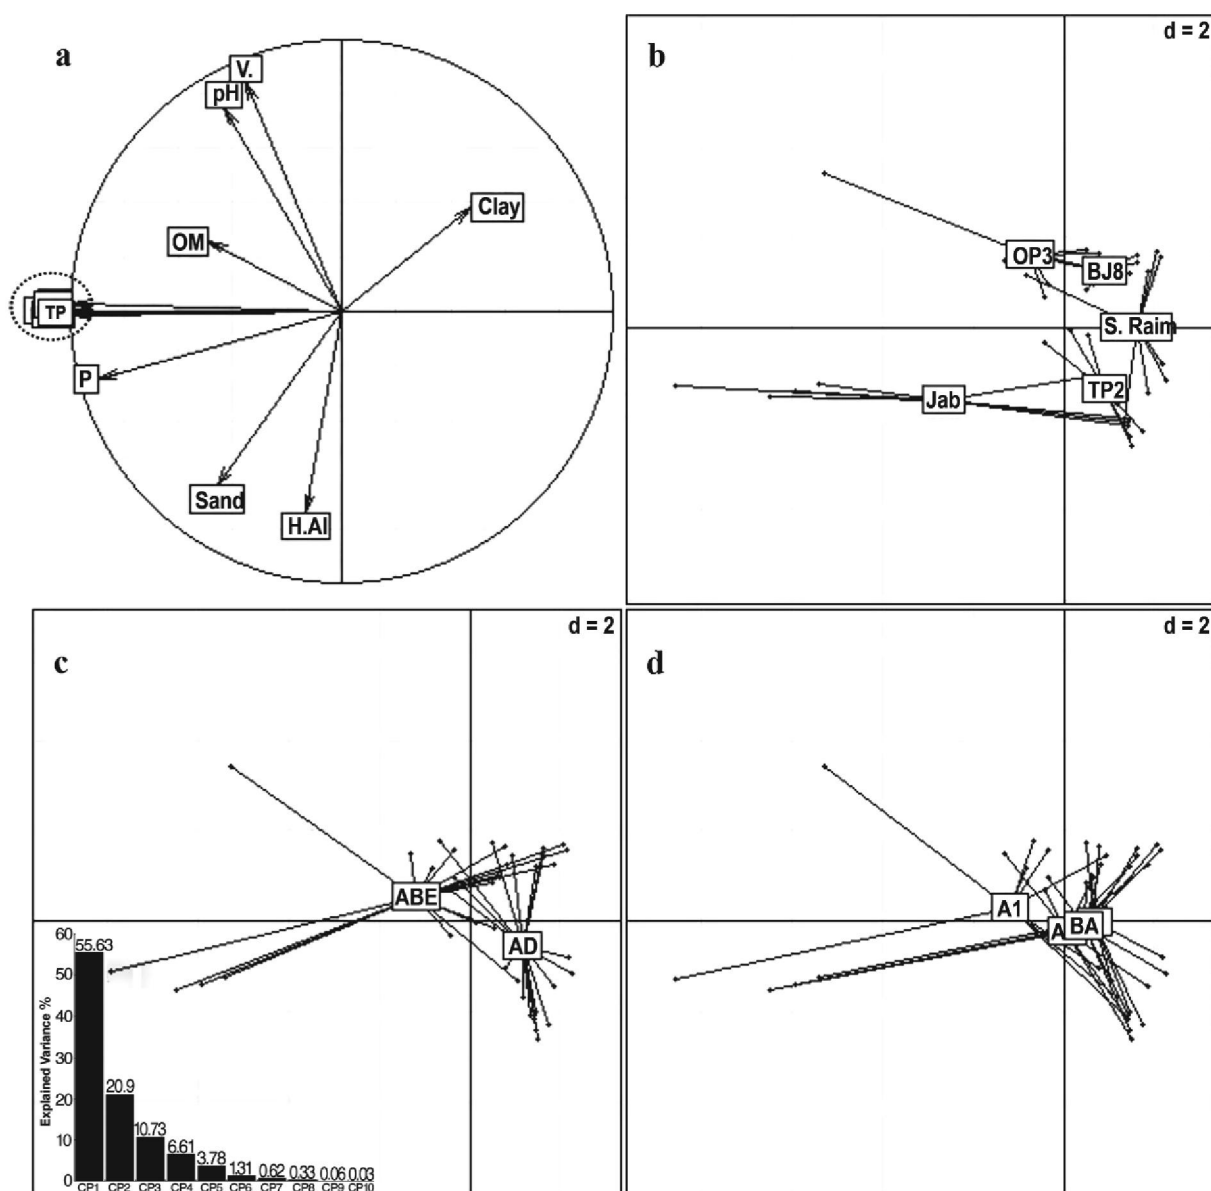 a
V.
pH
Clay
OM
TP
P
Sand
H.Al
b
d = 2
OP3
BJ8
S. Raim
Jab
TP2
c
d = 2
ABE
AD
Explained Variance %
60
50
40
30
20
10
0
55.63
20.9
10.73
6.61
3.78
1.31
0.62
0.33
0.06
0.03
CP1
CP2
CP3
CP4
CP5
CP6
CP7
CP8
CP9
CP10
d
d = 2
A1
A
BA